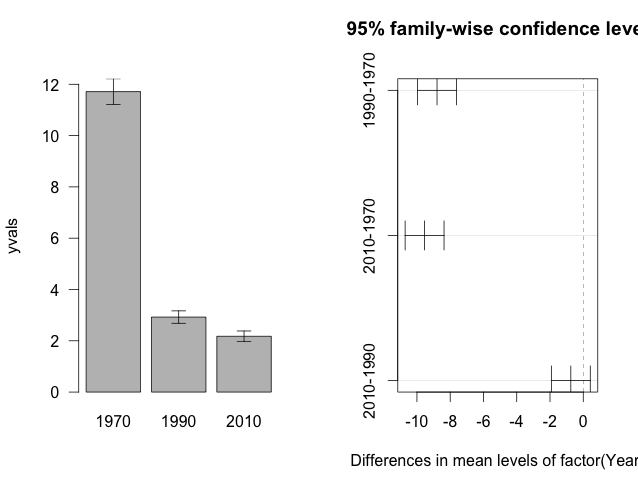 yvals
12
10
8
6
4
2
0
1970 1990 2010
95% family-wise confidence leve
1990-1970
2010-1970
2010-1990
-10 -8 -6 -4 -2 0
Differences in mean levels of factor(Year